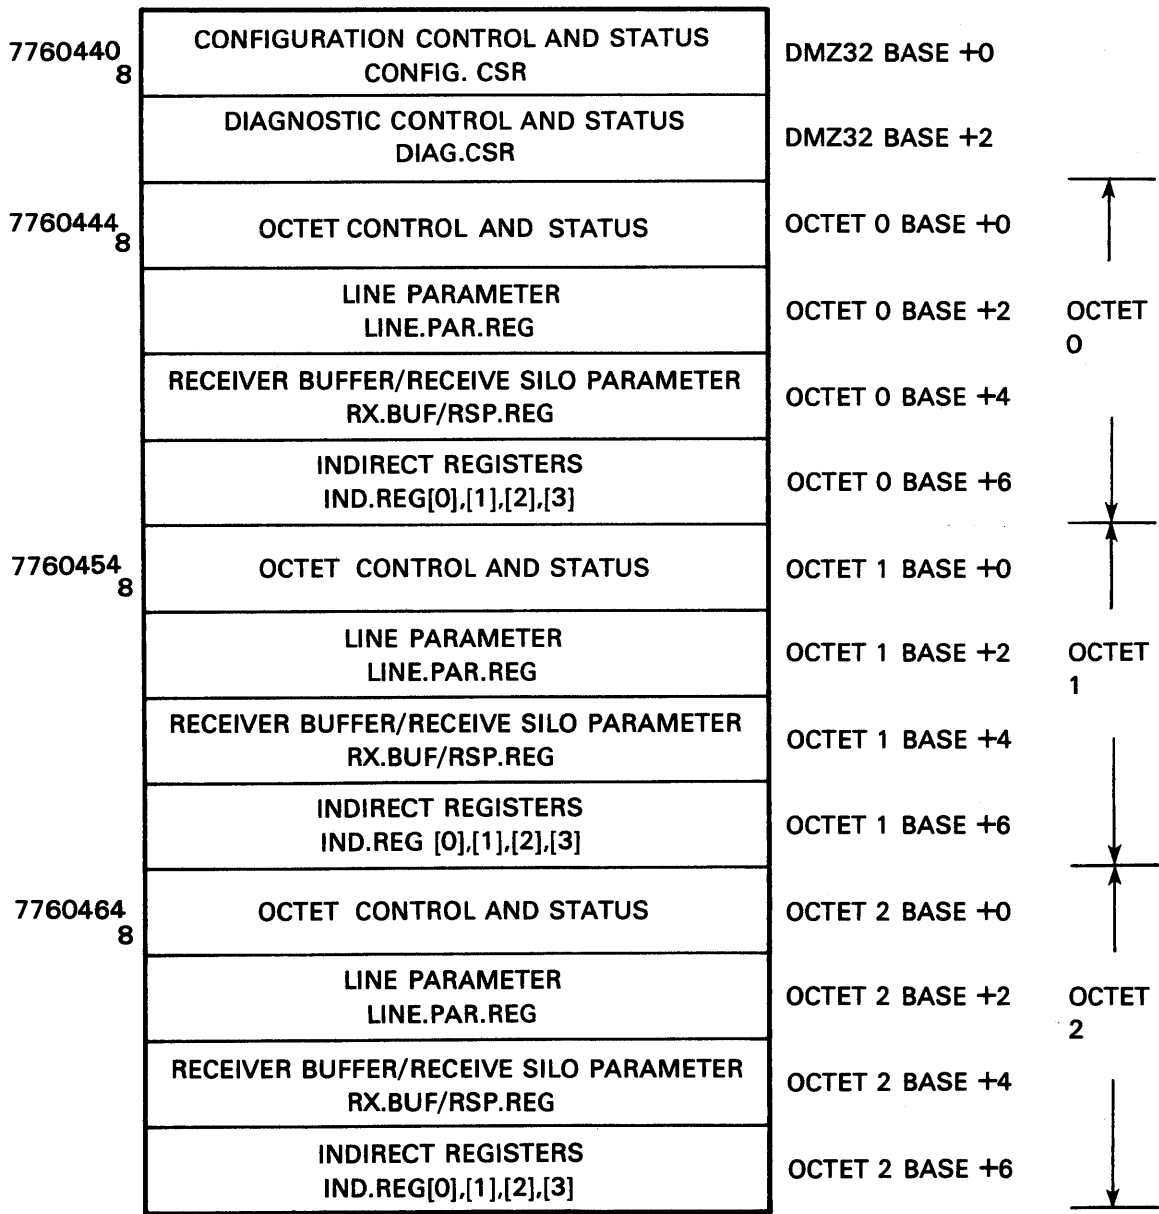 7760440
8
CONFIGURATION CONTROL AND STATUS
CONFIG. CSR
DMZ32 BASE +0
DIAGNOSTIC CONTROL AND STATUS
DIAG.CSR
DMZ32 BASE +2
7760444
8
OCTET CONTROL AND STATUS
OCTET 0 BASE +0
LINE PARAMETER
LINE.PAR.REG
OCTET 0 BASE +2
OCTET
0
RECEIVER BUFFER/RECEIVE SILO PARAMETER
RX.BUF/RSP.REG
OCTET 0 BASE +4
INDIRECT REGISTERS
IND.REG[0],[1],[2],[3]
OCTET 0 BASE +6
7760454
8
OCTET CONTROL AND STATUS
OCTET 1 BASE +0
LINE PARAMETER
LINE.PAR.REG
OCTET 1 BASE +2
OCTET
1
RECEIVER BUFFER/RECEIVE SILO PARAMETER
RX.BUF/RSP.REG
OCTET 1 BASE +4
INDIRECT REGISTERS
IND.REG [0],[1],[2],[3]
OCTET 1 BASE +6
7760464
8
OCTET CONTROL AND STATUS
OCTET 2 BASE +0
LINE PARAMETER
LINE.PAR.REG
OCTET 2 BASE +2
OCTET
2
RECEIVER BUFFER/RECEIVE SILO PARAMETER
RX.BUF/RSP.REG
OCTET 2 BASE +4
INDIRECT REGISTERS
IND.REG[0],[1],[2],[3]
OCTET 2 BASE +6